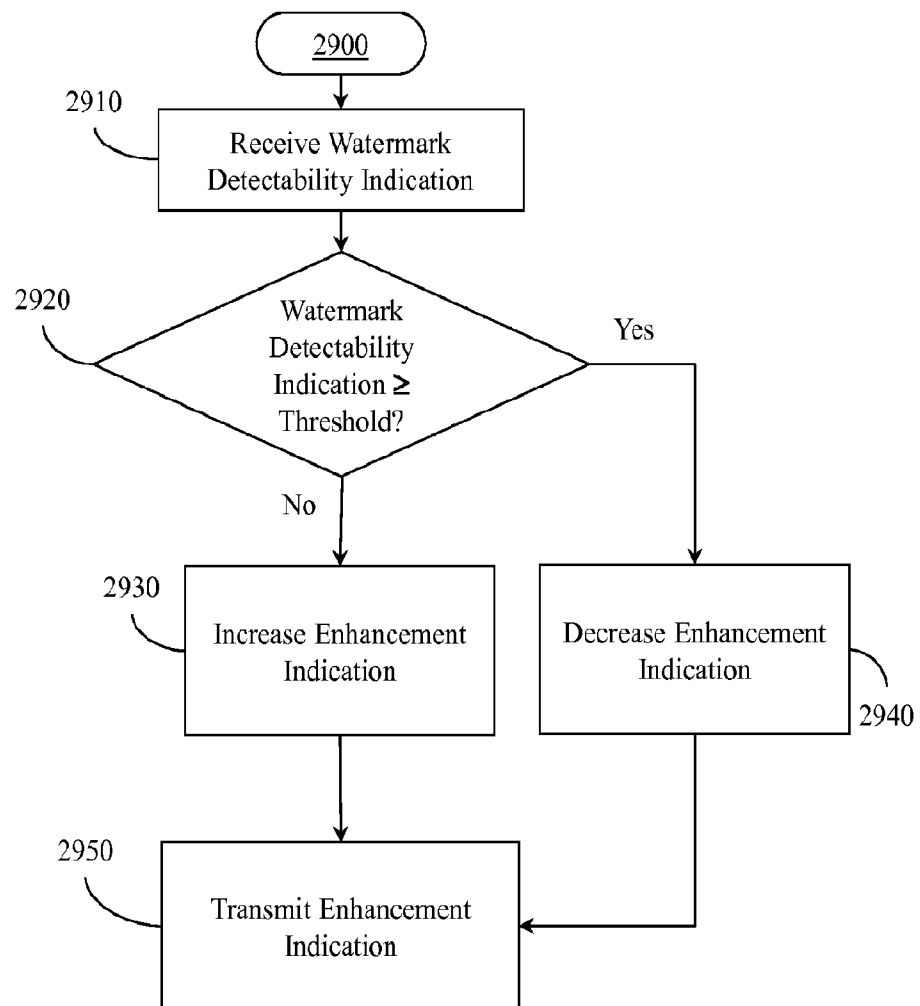 2900
2910
Receive Watermark
Detectability Indication
2920
Watermark
Detectability
Indication ≥
Threshold?
Yes
No
2930
Increase Enhancement
Indication
Decrease Enhancement
Indication
2940
2950
Transmit Enhancement
Indication